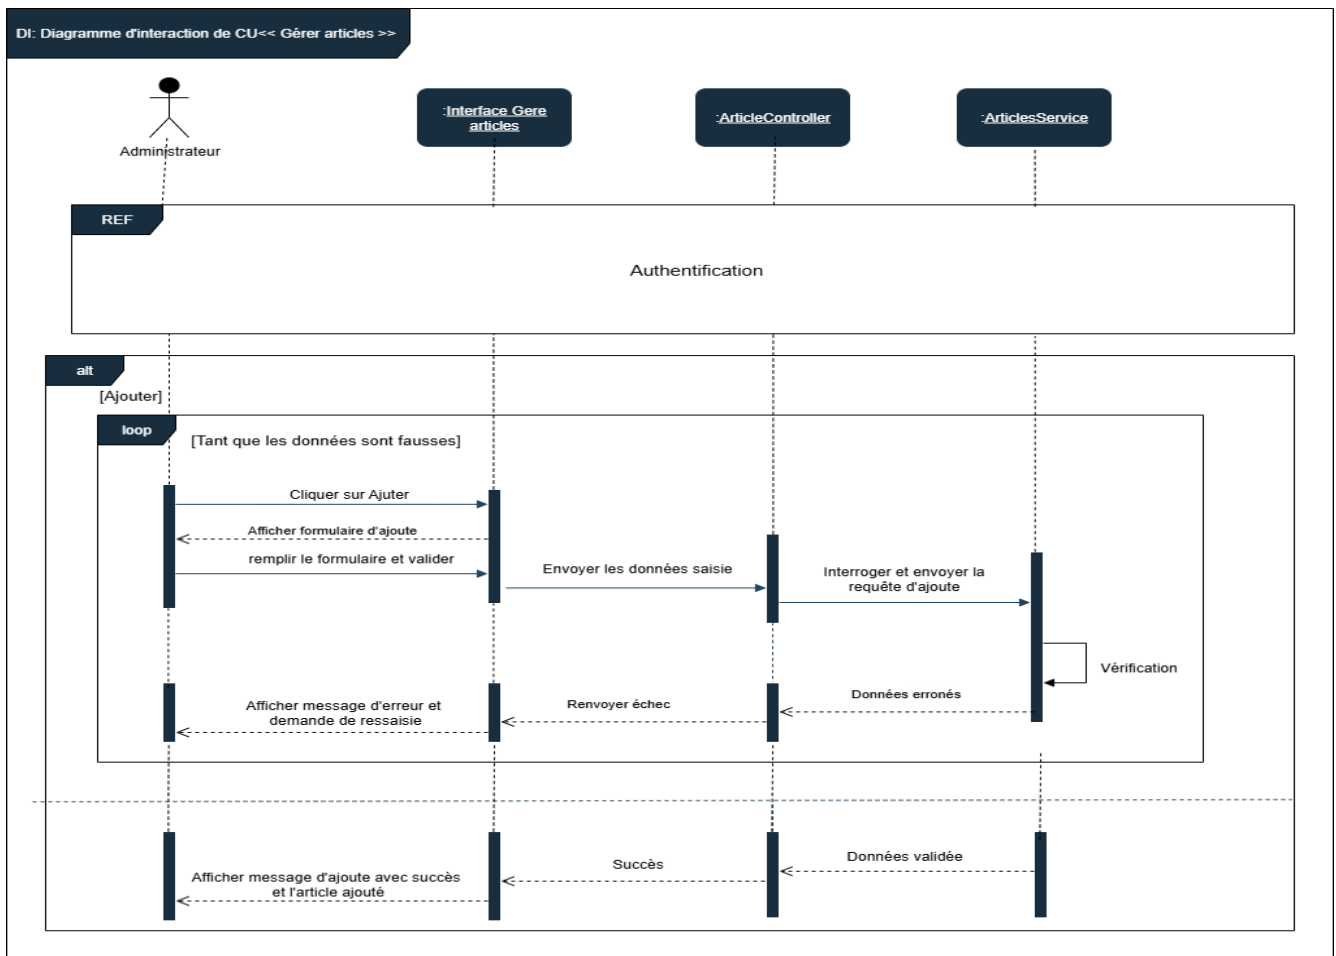 DI: Diagramme d'interaction de CU<< Gérer articles >>
Administrateur
:Interface Gere
articles
:ArticleController
:ArticlesService
REF
Authentification
alt
[Ajouter]
loop
[Tant que les données sont fausses]
Cliquer sur Ajuter
Afficher formulaire d'ajoute
remplir le formulaire et valider
Envoyer les données saisie
Interroger et envoyer la
requête d'ajoute
Vérification
Données erronés
Renvoyer échec
Afficher message d'erreur et
demande de ressaisie
Données validée
Succès
Afficher message d'ajoute avec succès
et l'article ajouté